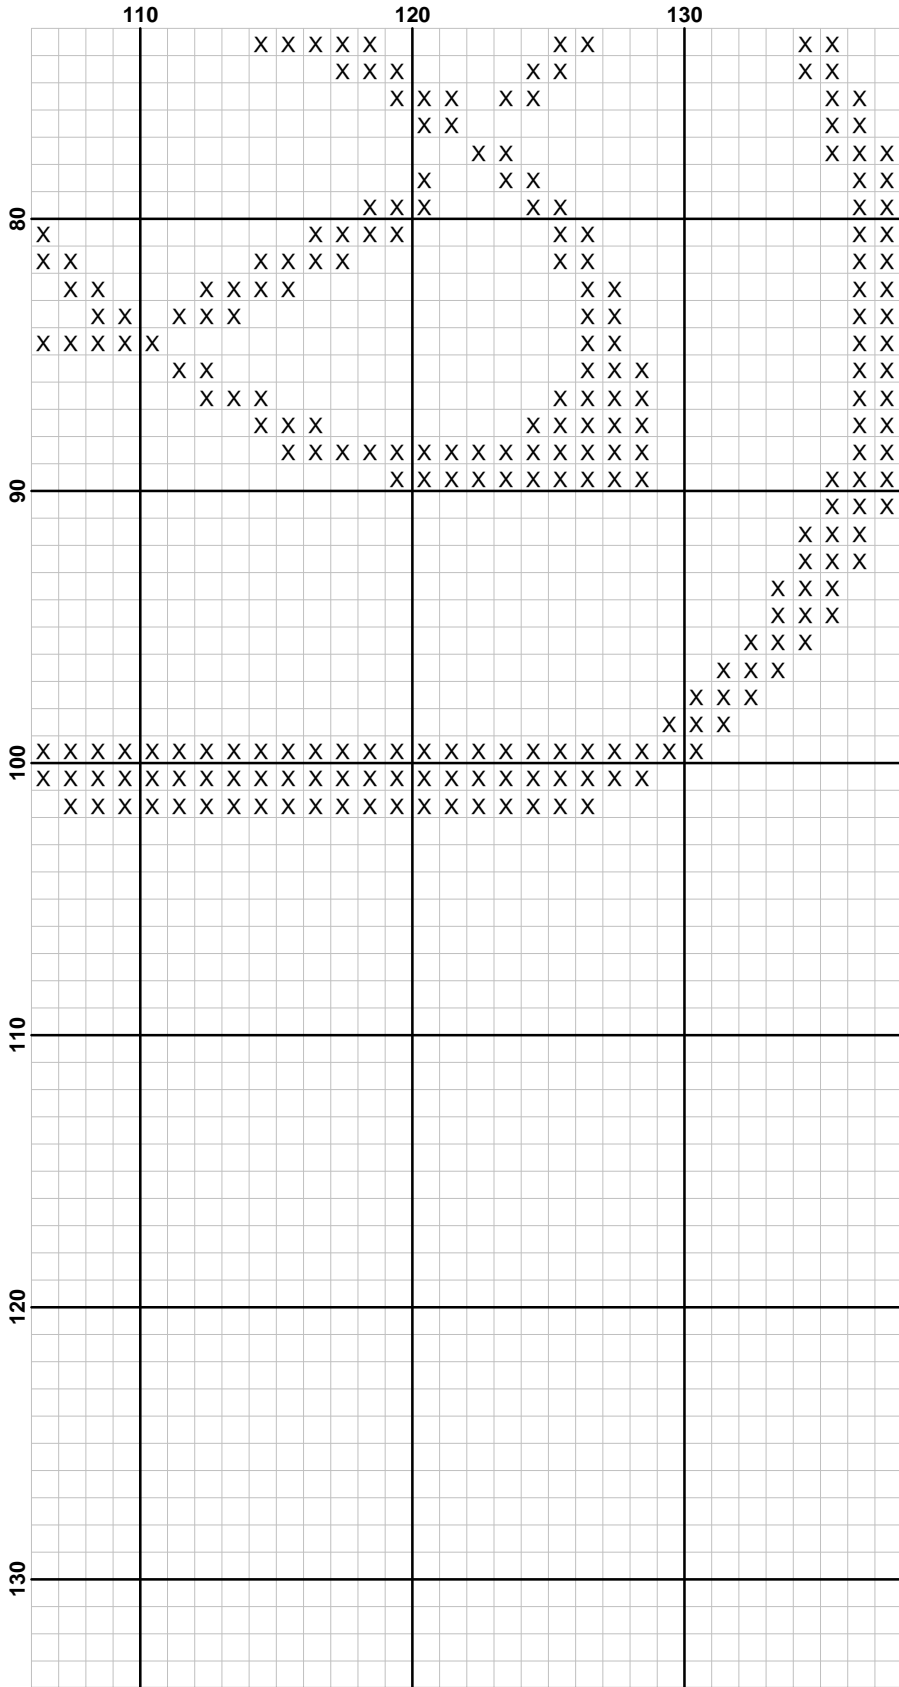 110 120 130
X X X X X X X X X
X X X X X X X
X X X X X X X
X X X X
X X X X X
X X X X X
X X X X X X X
80
X X X X X X X X X
X X X X X X X X X X
X X X X X X X X X X
X X X X X X X X X
X X X X X X X X X
X X X X X X X
X X X X X X X X X
X X X X X X X X X X
X X X X X X X X X X X X X X X X
X X X X X X X X X X X X X
90
X X X
X X X
X X X
X X X
X X X
X X X
X X X
X X X
X X X
X X X X X X X X X X X X X X X X X X X X X X X X X
100
X X X X X X X X X X X X X X X X X X X X X X X
X X X X X X X X X X X X X X X X X X X X
110
120
130